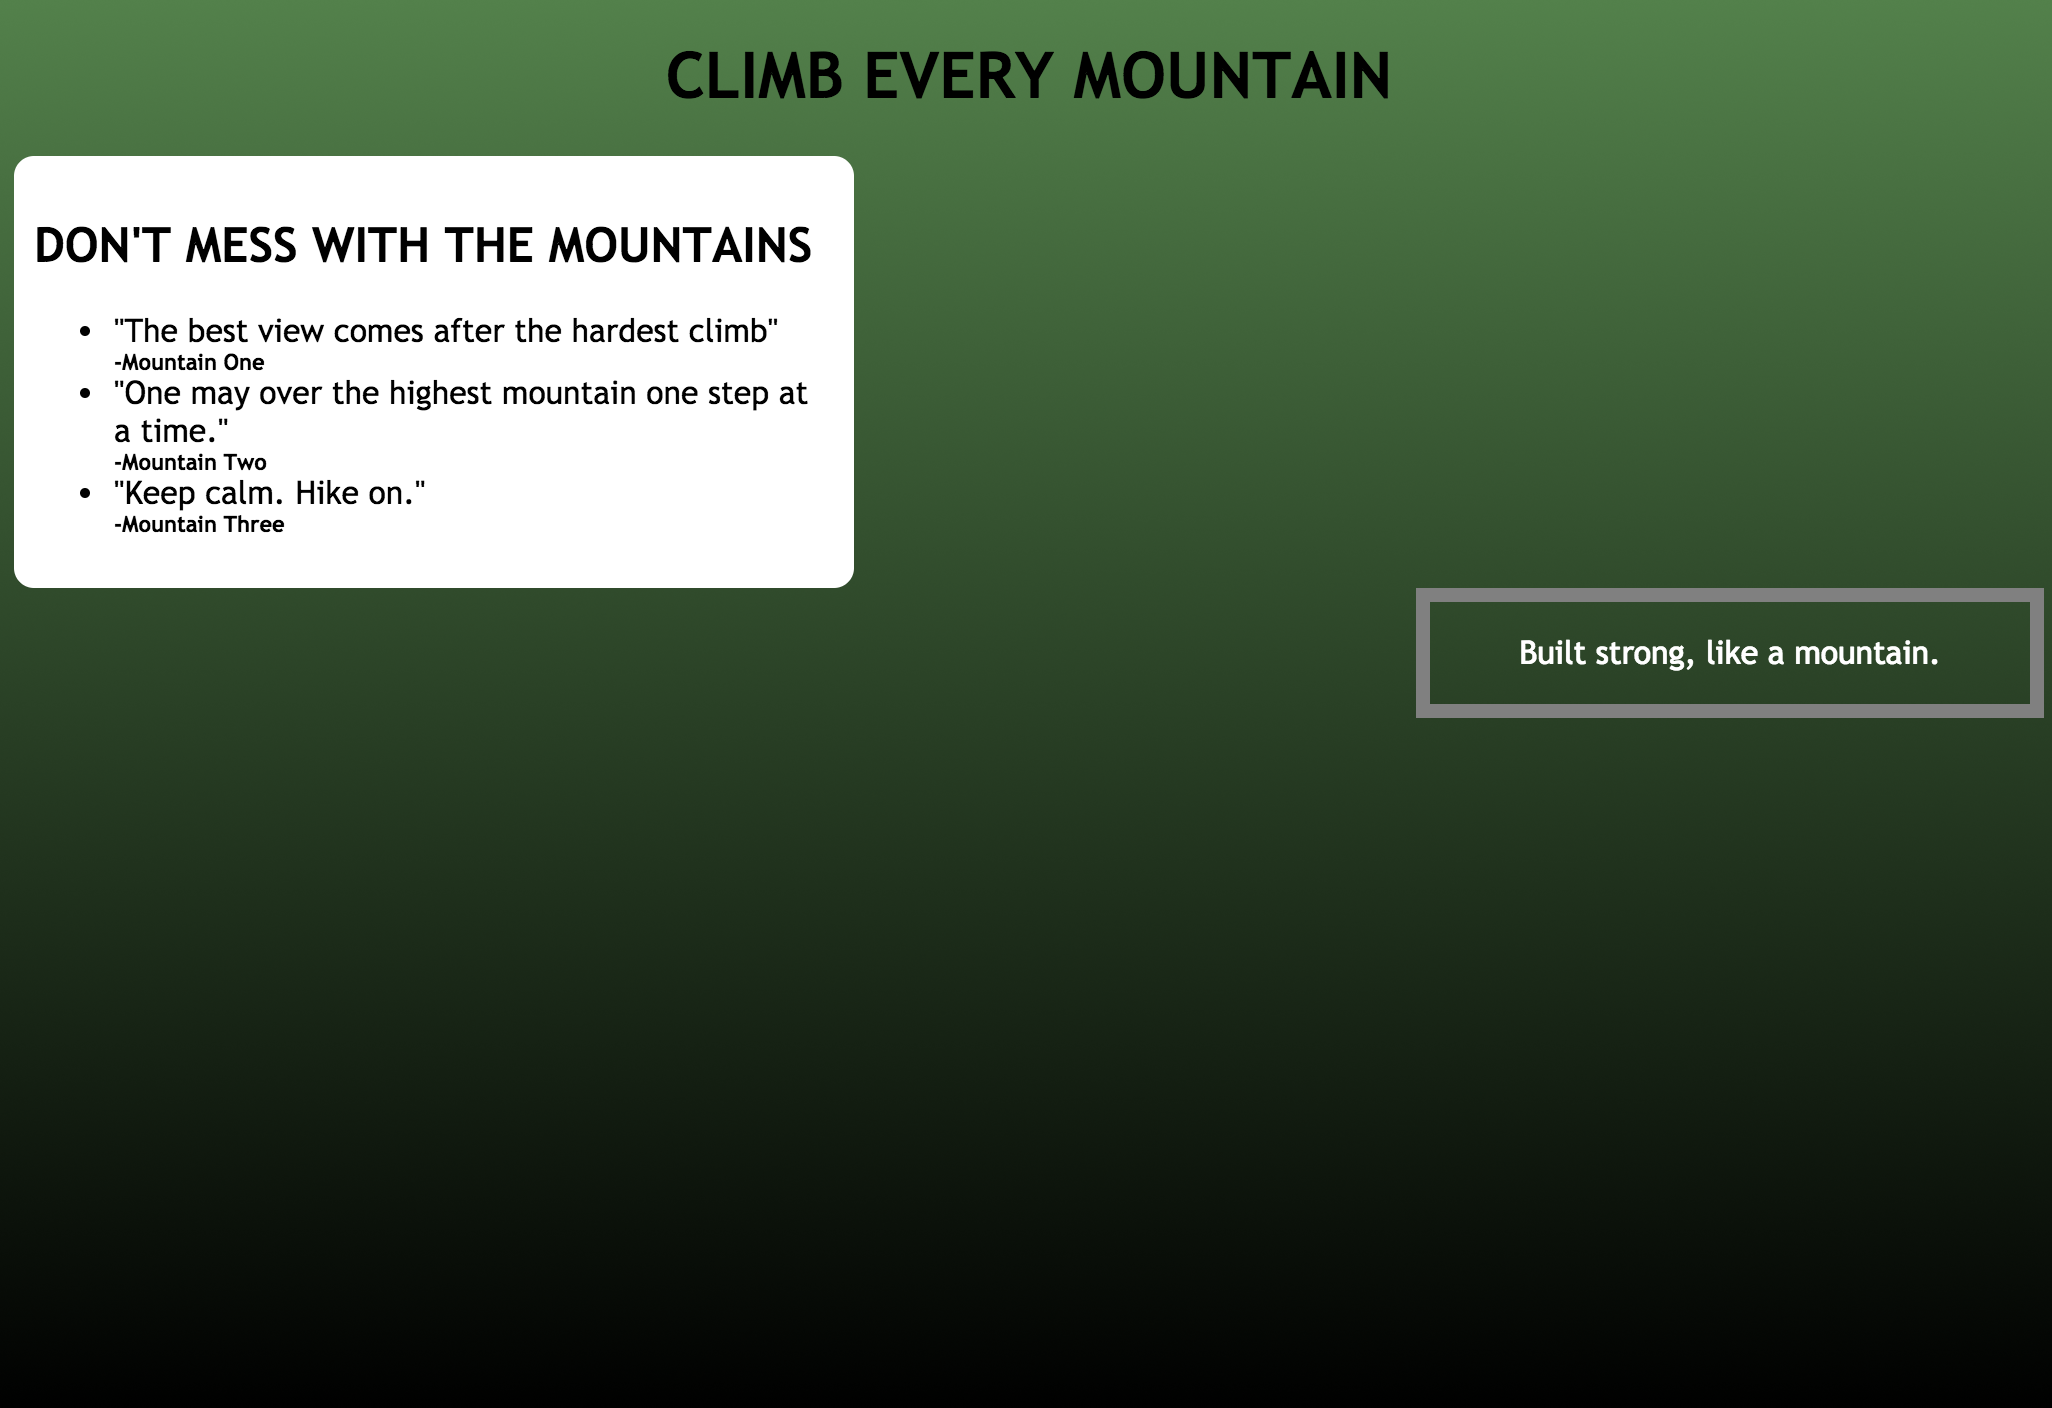 CLIMB EVERY MOUNTAIN
DON'T MESS WITH THE MOUNTAINS
• "The best view comes after the hardest climb"
-Mountain One
• "One may over the highest mountain one step at
a time."
-Mountain Two
• "Keep calm. Hike on."
-Mountain Three
Built strong, like a mountain.